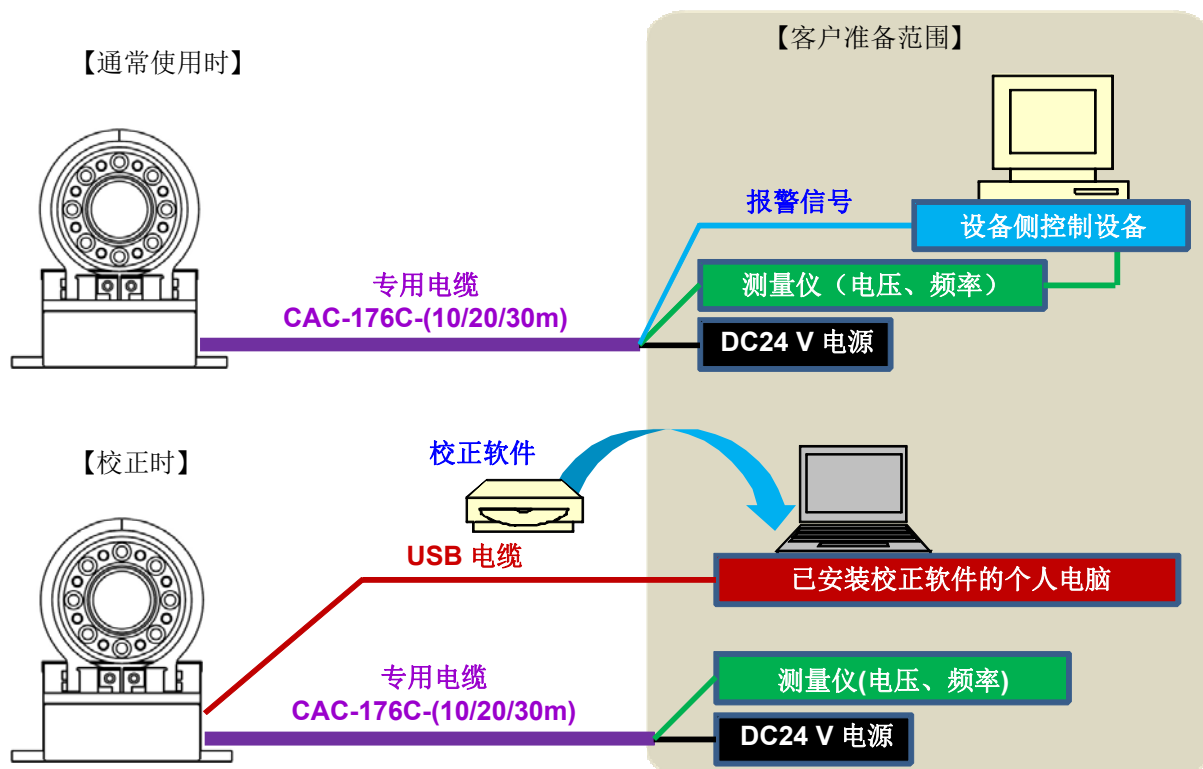 【客户准备范围】
【通常使用时】
报警信号
设备侧控制设备
专用电缆
CAC-176C-(10/20/30m)
测量仪（电压、频率）
DC24 V 电源
【校正时】
校正软件
USB 电缆
已安装校正软件的个人电脑
专用电缆
CAC-176C-(10/20/30m)
测量仪(电压、频率)
DC24 V 电源